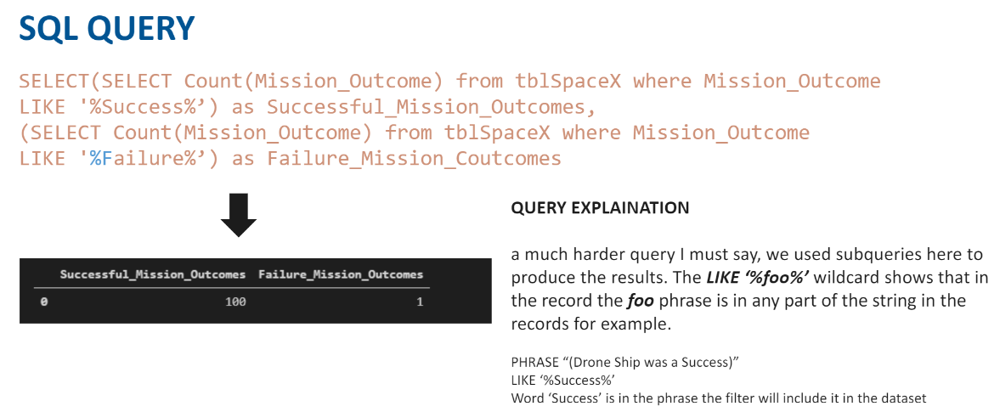 SQL QUERY
SELECT(SELECT Count(Mission_Outcome) from tblSpaceX where Mission_Outcome
LIKE '%Success%’) as Successful_Mission_Outcomes,
(SELECT Count(Mission_Outcome) from tblSpaceX where Mission_Outcome
LIKE '%Failure%’) as Failure_Mission_Coutcomes
Successful_Mission_Outcomes Failure_Mission_Outcomes
0 100 1
QUERY EXPLAINATION
a much harder query I must say, we used subqueries here to
produce the results. The LIKE ‘%foo%’ wildcard shows that in
the record the foo phrase is in any part of the string in the
records for example.
PHRASE “(Drone Ship was a Success)”
LIKE ‘%Success%’
Word ‘Success’ is in the phrase the filter will include it in the dataset